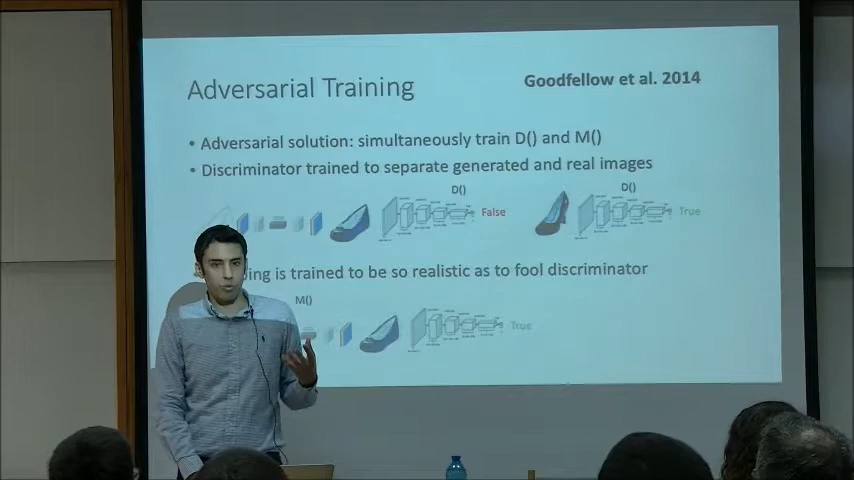 Adversarial Training
Goodfellow et al. 2014
• Adversarial solution: simultaneously train D() and M()
• Discriminator trained to separate generated and real images
D()
D()
False
True
is trained to be so realistic as to fool discriminator
M()
True